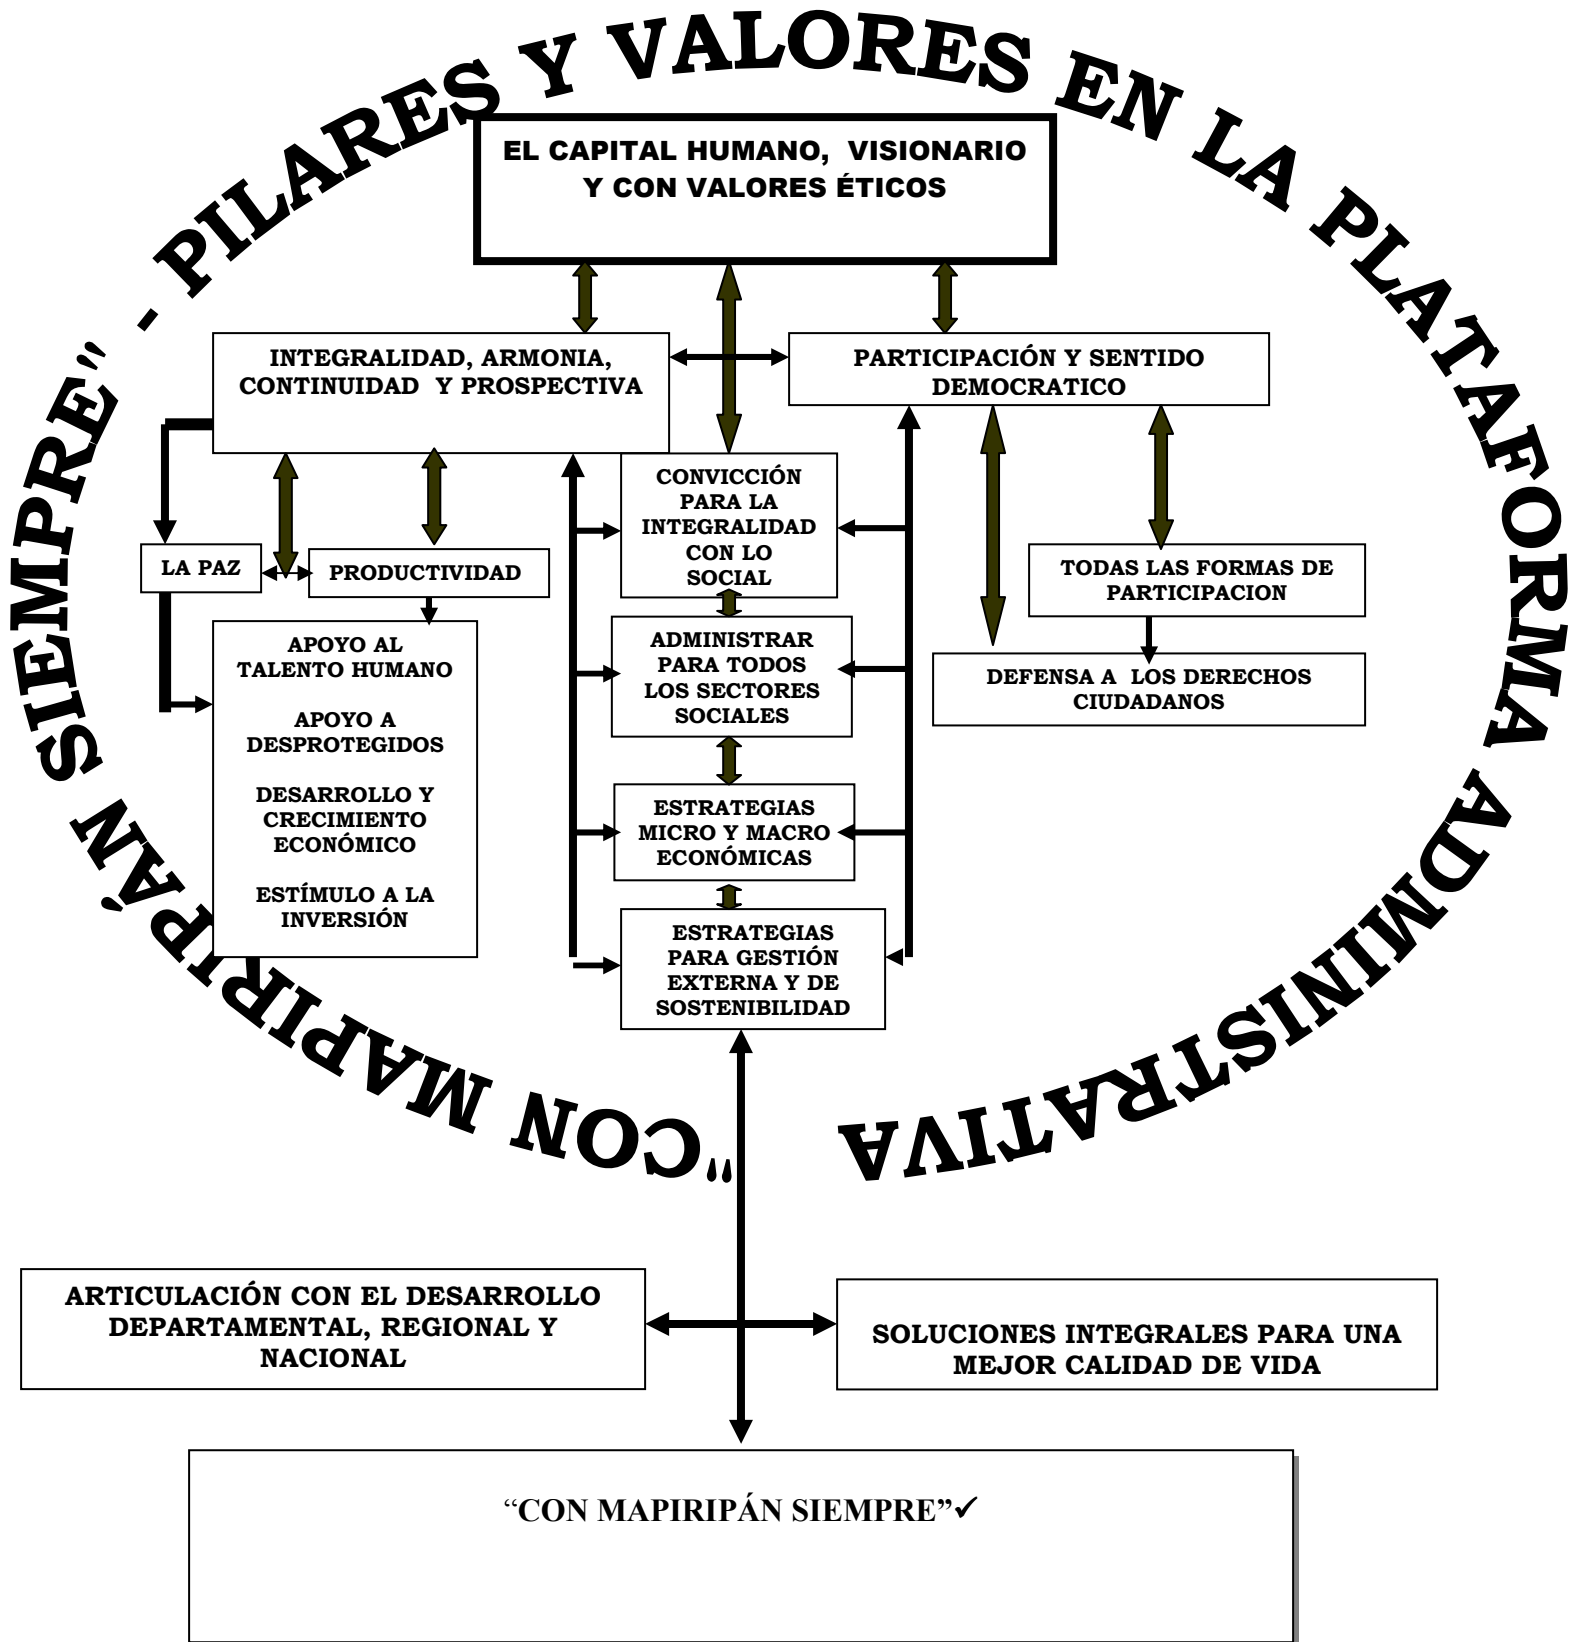 "CON MAPIRIPÁN SIEMPRE" - PILARES Y VALORES EN LA PLATAFORMA ADMINISTRATIVA
EL CAPITAL HUMANO, VISIONARIO
Y CON VALORES ÉTICOS
INTEGRALIDAD, ARMONIA,
CONTINUIDAD Y PROSPECTIVA
PARTICIPACIÓN Y SENTIDO
DEMOCRATICO
CONVICCIÓN
PARA LA
INTEGRALIDAD
CON LO
SOCIAL
LA PAZ
PRODUCTIVIDAD
TODAS LAS FORMAS DE
PARTICIPACION
APOYO AL
TALENTO HUMANO
APOYO A
DESPROTEGIDOS
DESARROLLO Y
CRECIMIENTO
ECONÓMICO
ESTÍMULO A LA
INVERSIÓN
ADMINISTRAR
PARA TODOS
LOS SECTORES
SOCIALES
DEFENSA A LOS DERECHOS
CIUDADANOS
ESTRATEGIAS
MICRO Y MACRO
ECONÓMICAS
ESTRATEGIAS
PARA GESTIÓN
EXTERNA Y DE
SOSTENIBILIDAD
ARTICULACIÓN CON EL DESARROLLO
DEPARTAMENTAL, REGIONAL Y
NACIONAL
SOLUCIONES INTEGRALES PARA UNA
MEJOR CALIDAD DE VIDA
“CON MAPIRIPÁN SIEMPRE”✓